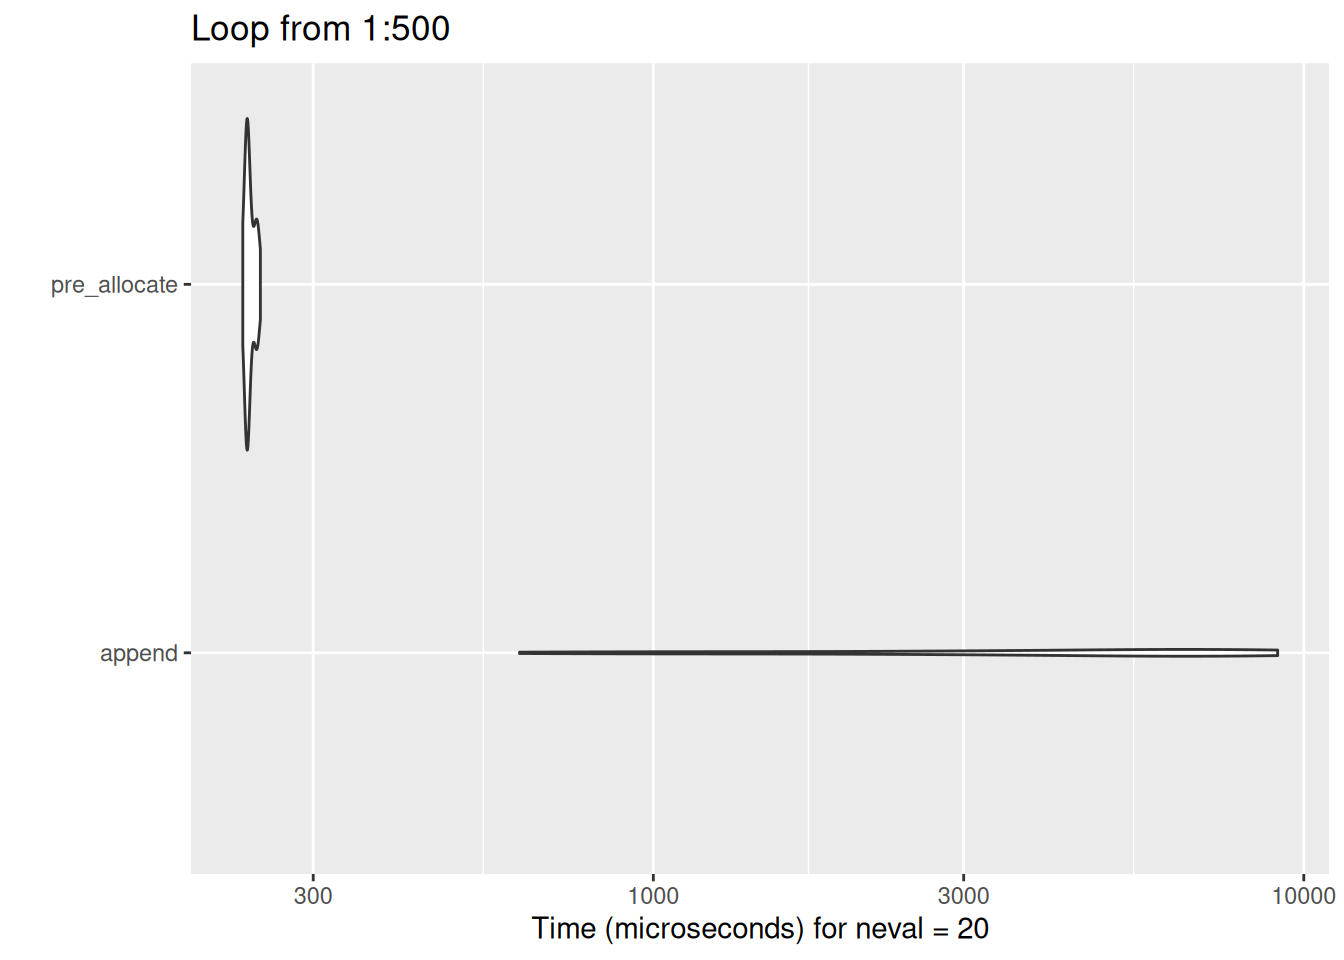 Loop from 1:500
pre_allocate
append
300 1000 3000 10000
Time (microseconds) for neval = 20